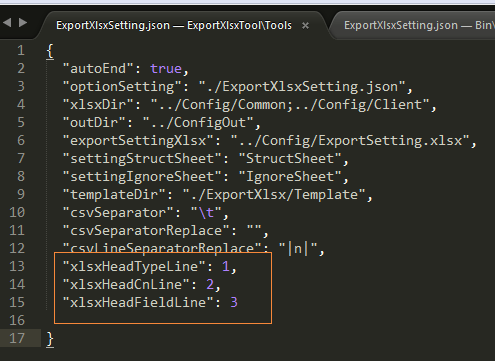 ExportXlsxSetting.json — ExportXlsxTool\Tools
ExportXlsxSetting.json — Bin\
1 {
2 "autoEnd": true,
3 "optionSetting": "./ExportXlsxSetting.json",
4 "xlsxDir": "../Config/Common;../Config/Client",
5 "outDir": "../ConfigOut",
6 "exportSettingXlsx": "../Config/ExportSetting.xlsx",
7 "settingStructSheet": "StructSheet",
8 "settingIgnoreSheet": "IgnoreSheet",
9 "templateDir": "./ExportXlsx/Template",
10 "csvSeparator": "\t",
11 "csvSeparatorReplace": "",
12 "csvLineSeparatorReplace": "|n|",
13 "xlsxHeadTypeLine": 1,
14 "xlsxHeadCnLine": 2,
15 "xlsxHeadFieldLine": 3
16
17 }